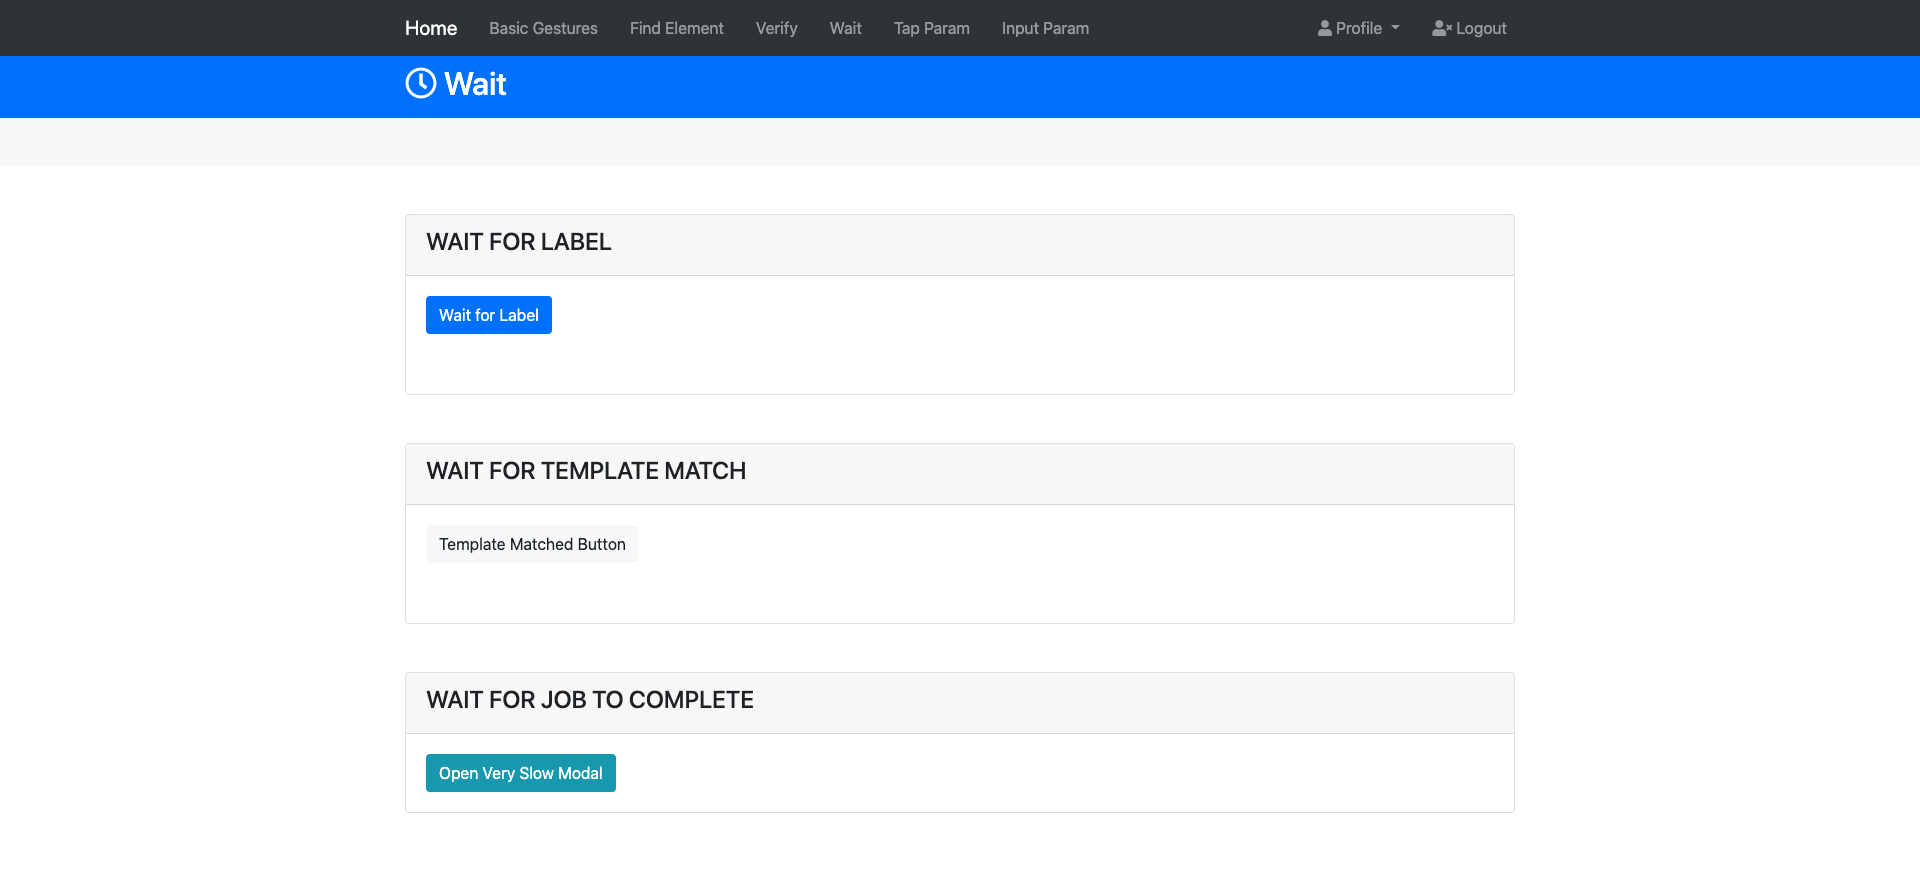 Home Basic Gestures Find Element Verify Wait Tap Param Input Param Profile Logout
Wait
WAIT FOR LABEL
Wait for Label
WAIT FOR TEMPLATE MATCH
Template Matched Button
WAIT FOR JOB TO COMPLETE
Open Very Slow Modal